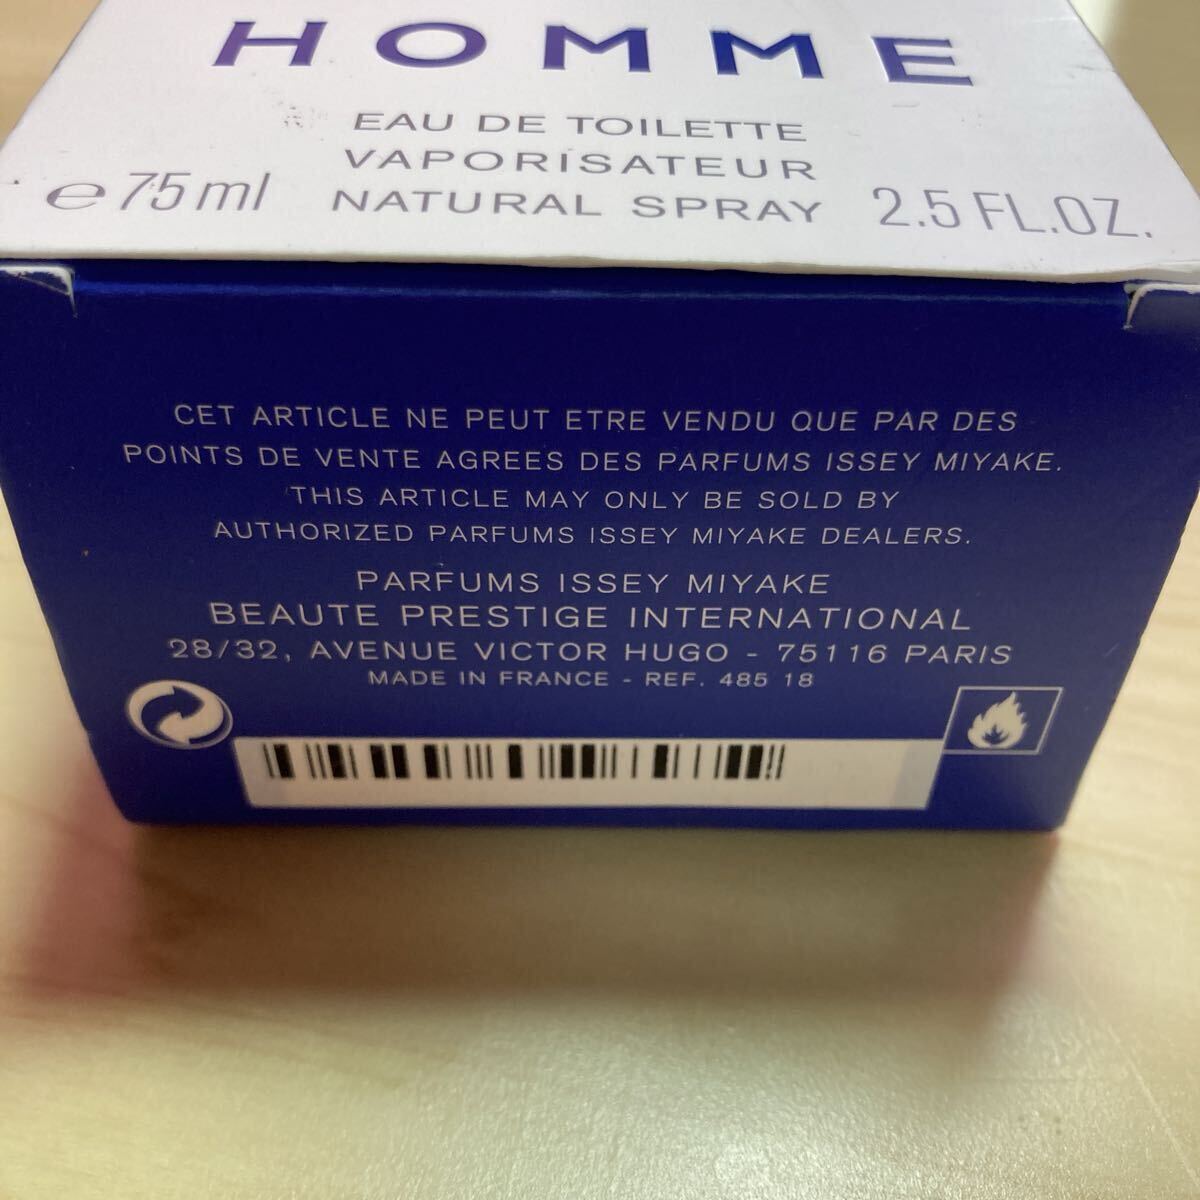 HOMME
EAU DE TOILETTE
VAPORISATEUR
℮ 75 ml NATURAL SPRAY 2.5 FL.OZ.
CET ARTICLE NE PEUT ETRE VENDU QUE PAR DES
POINTS DE VENTE AGREES DES PARFUMS ISSEY MIYAKE.
THIS ARTICLE MAY ONLY BE SOLD BY
AUTHORIZED PARFUMS ISSEY MIYAKE DEALERS.
PARFUMS ISSEY MIYAKE
BEAUTE PRESTIGE INTERNATIONAL
28/32, AVENUE VICTOR HUGO - 75116 PARIS
MADE IN FRANCE - REF. 485 18